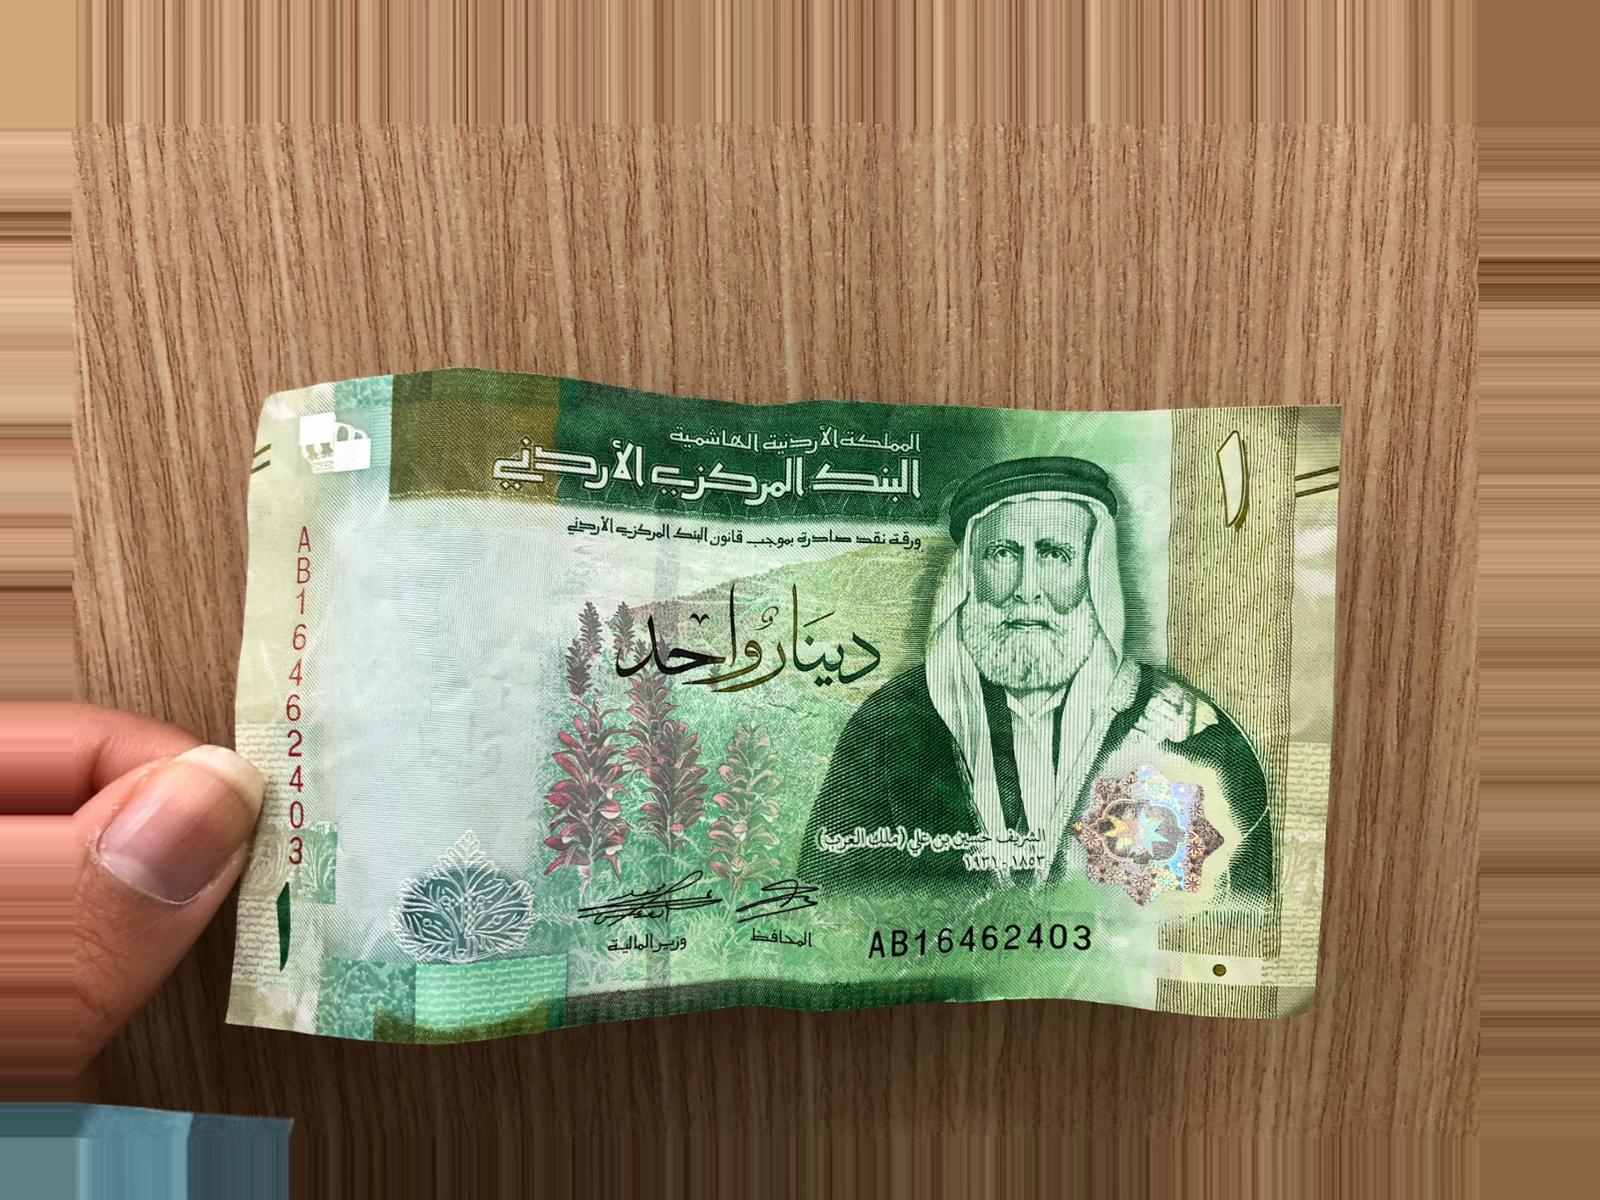 المملكة الأردنية الهاشمية
البنك المركزي الأردني
ورقة نقد صادرة بموجب قانون البنك المركزي الأردني
١
دينار واحد
AB16462403
الشريف حسين بن علي (ملك العرب)
١٨٥٣-١٩٣١
المحافظ
وزير المالية
AB16462403
١